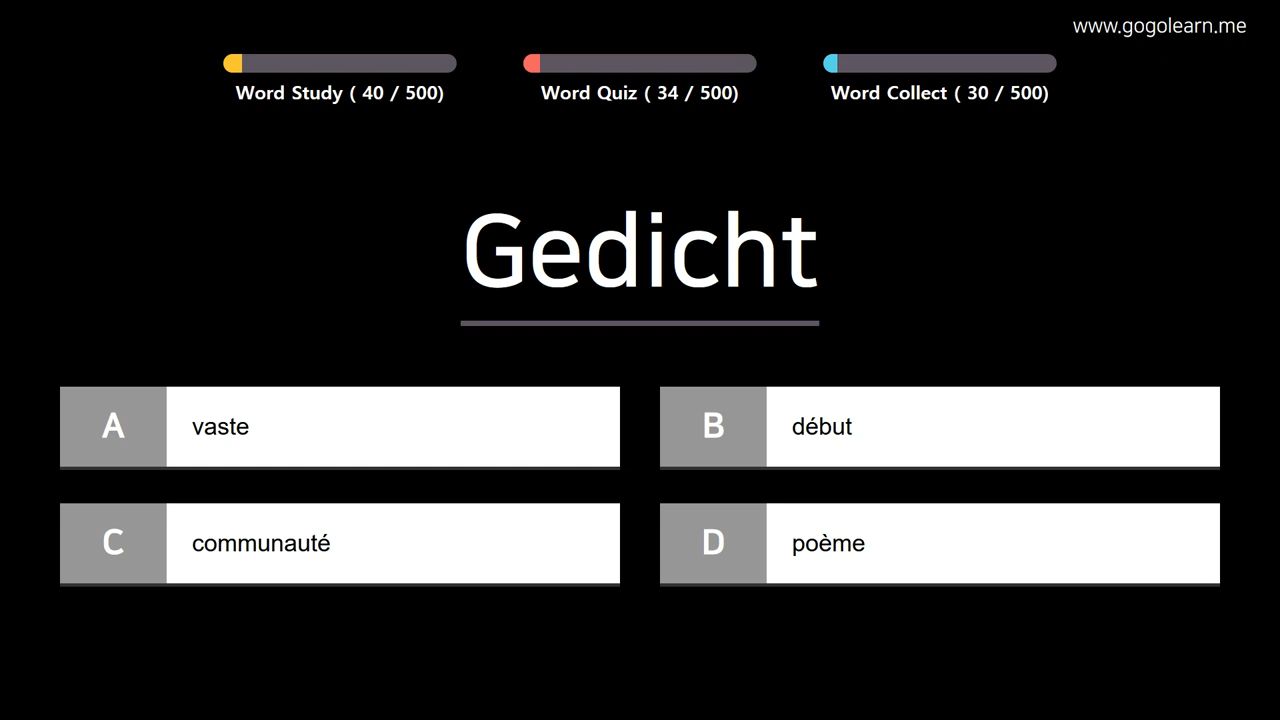 www.gogolearn.me
Word Study ( 40 / 500)
Word Quiz ( 34 / 500)
Word Collect ( 30 / 500)
Gedicht
A vaste
B début
C communauté
D poème